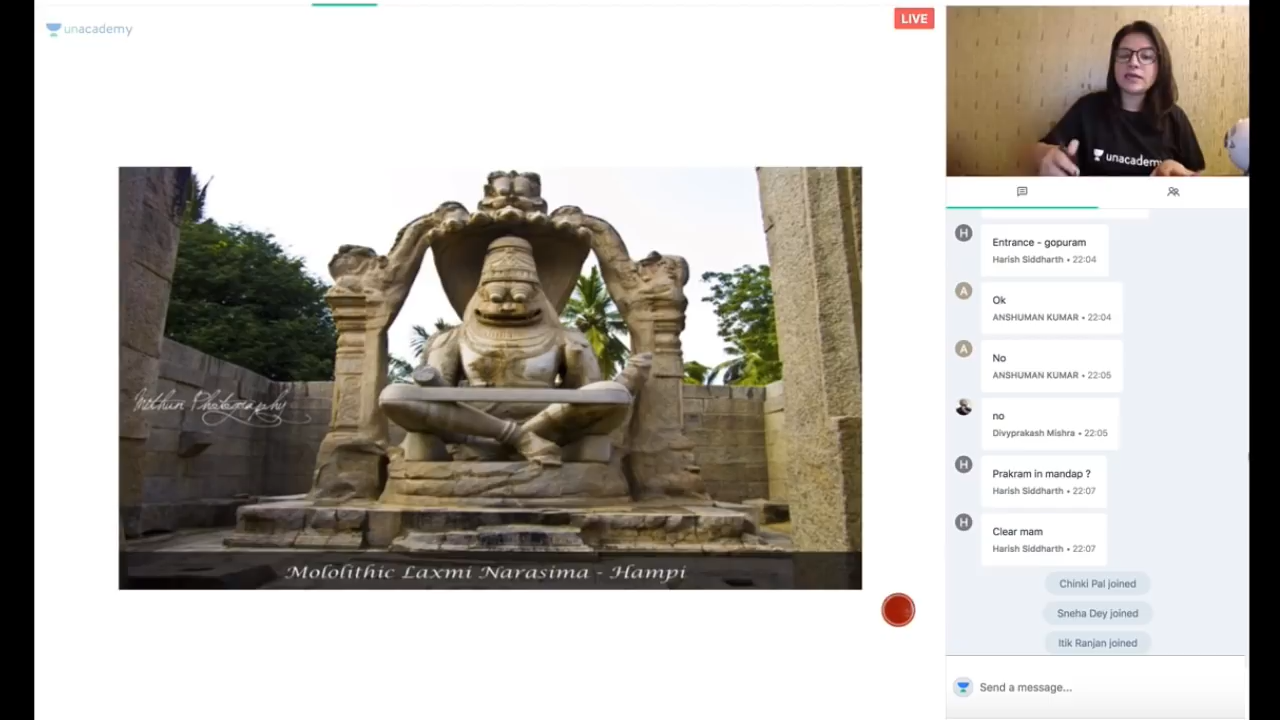 unacademy
LIVE
Mithun Photography
Mololithic Laxmi Narasima - Hampi
unacademy
H
Entrance - gopuram
Harish Siddharth • 22:04
A
Ok
ANSHUMAN KUMAR • 22:04
A
No
ANSHUMAN KUMAR • 22:05
no
Divyprakash Mishra • 22:05
H
Prakram in mandap ?
Harish Siddharth • 22:07
H
Clear mam
Harish Siddharth • 22:07
Chinki Pal joined
Sneha Dey joined
Itik Ranjan joined
Send a message...